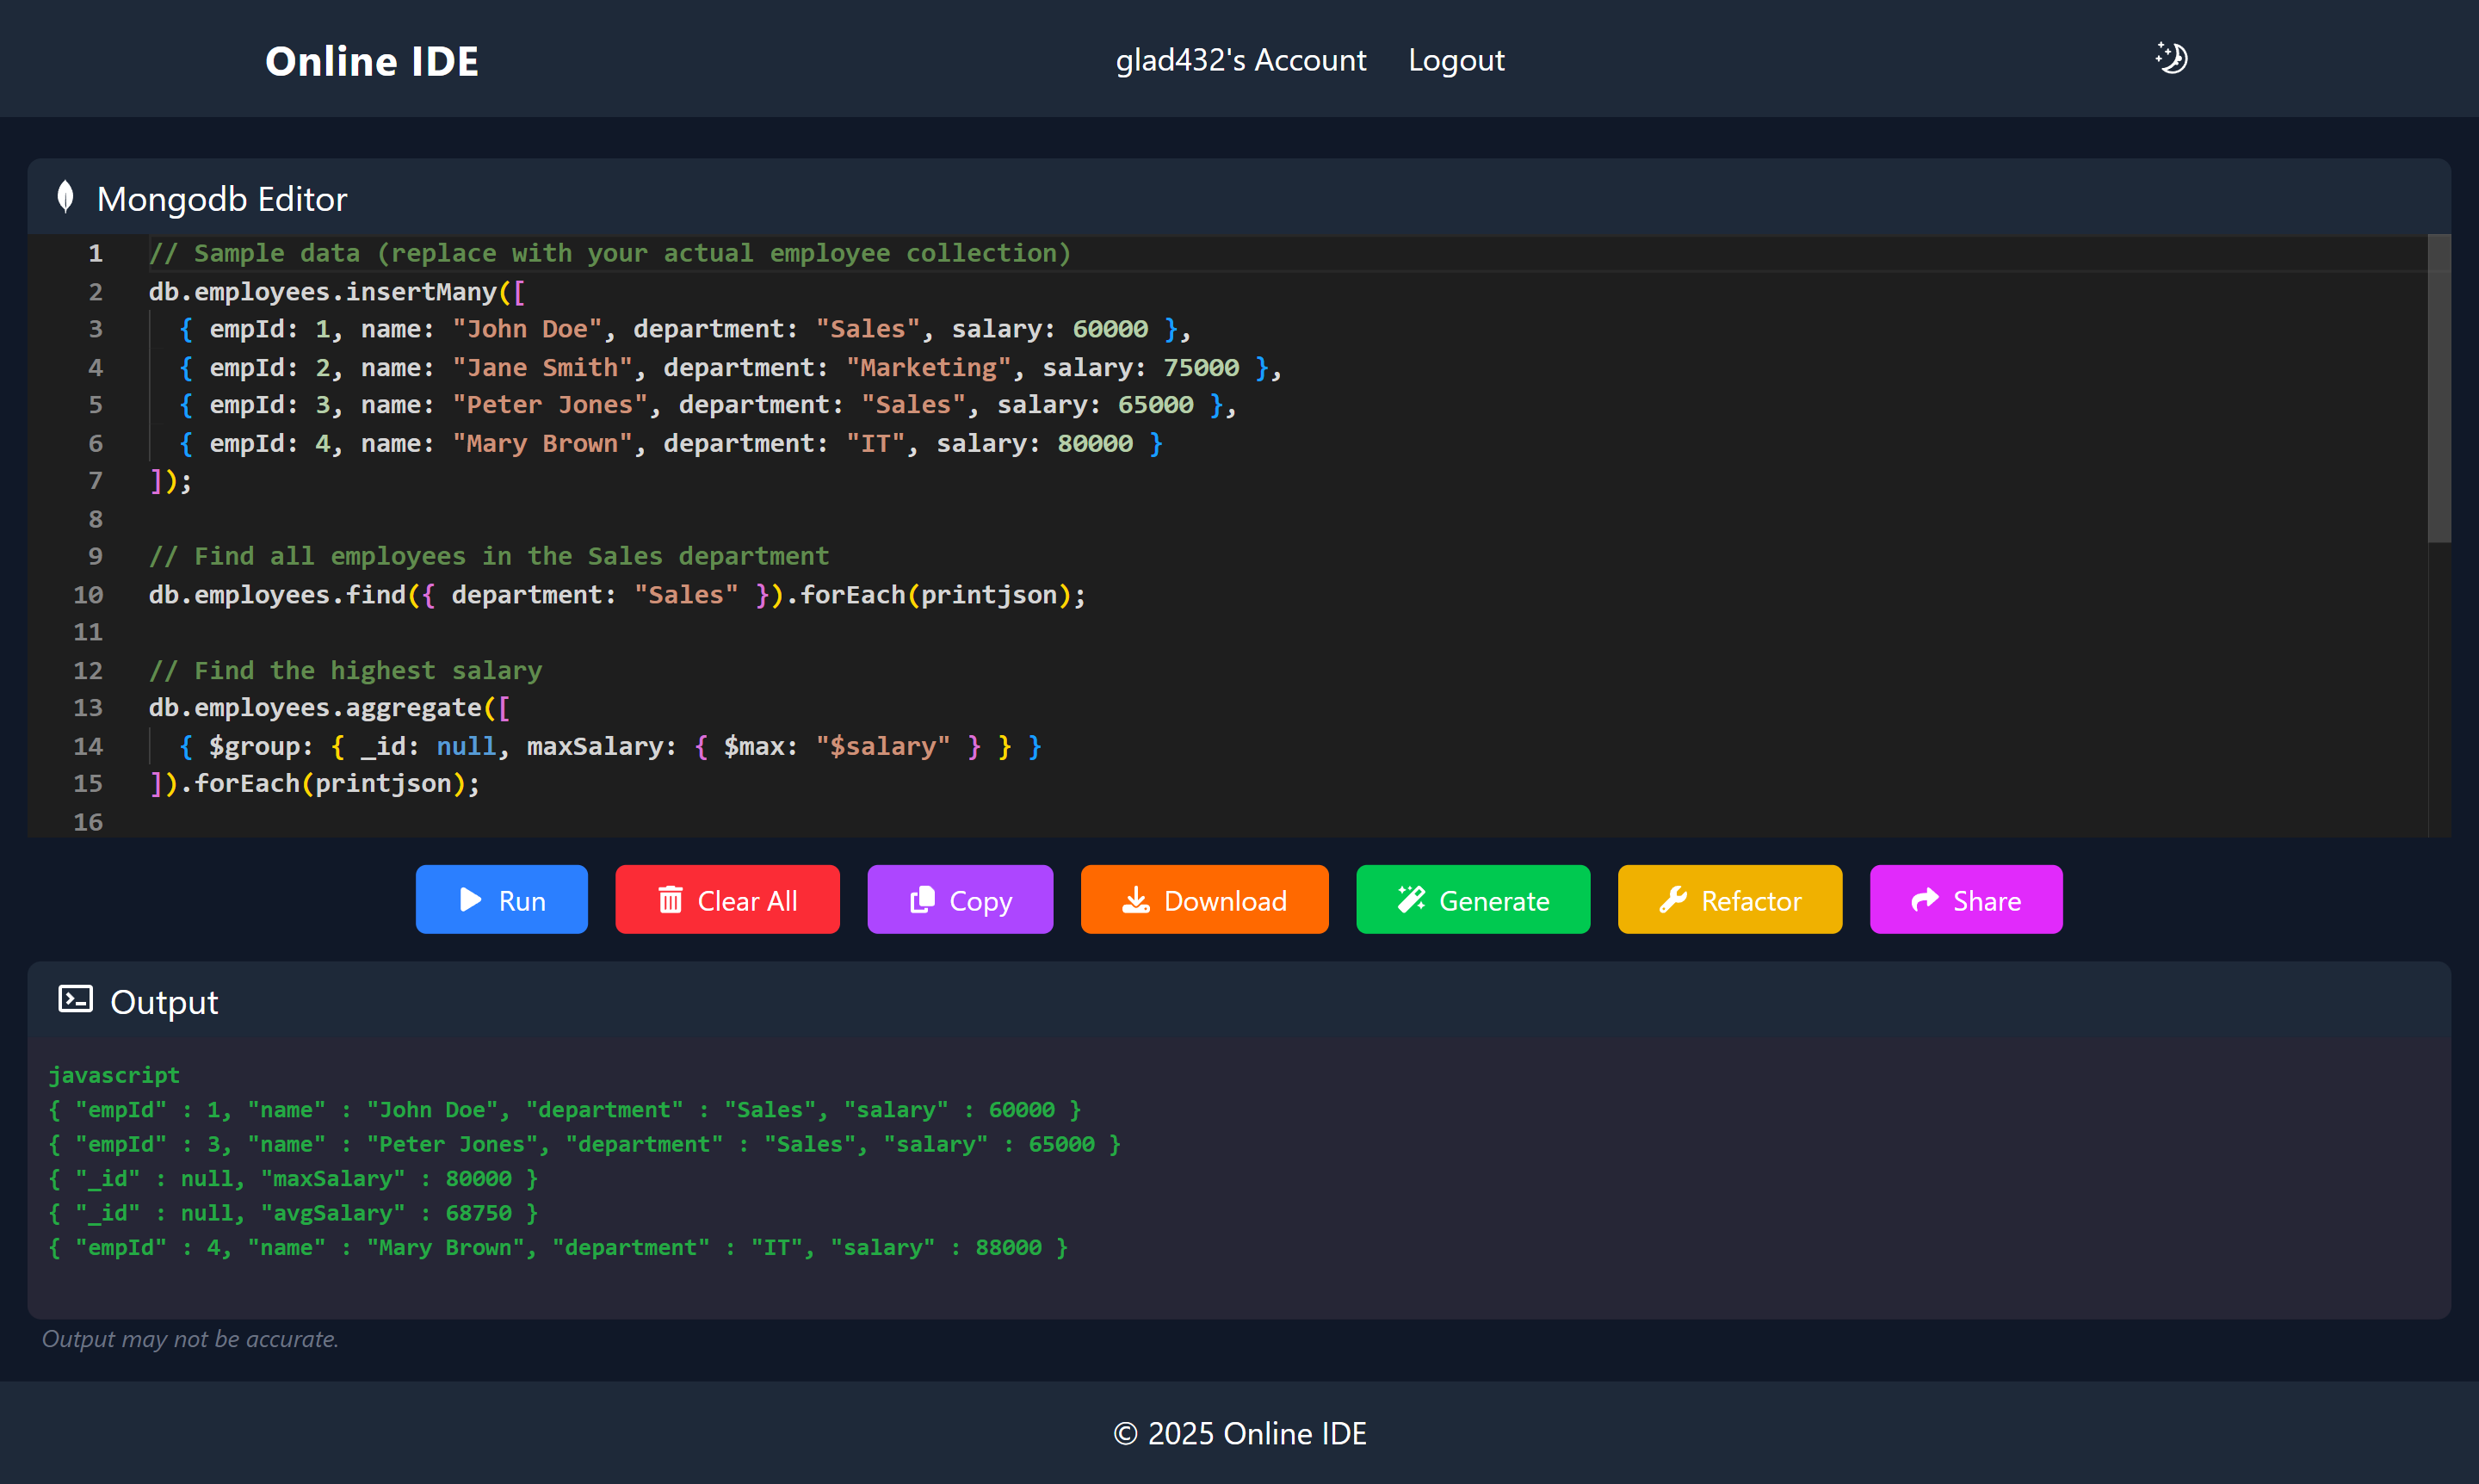 Online IDE
glad432's Account Logout
Mongodb Editor
1 // Sample data (replace with your actual employee collection)
2 db.employees.insertMany([
3 { empId: 1, name: "John Doe", department: "Sales", salary: 60000 },
4 { empId: 2, name: "Jane Smith", department: "Marketing", salary: 75000 },
5 { empId: 3, name: "Peter Jones", department: "Sales", salary: 65000 },
6 { empId: 4, name: "Mary Brown", department: "IT", salary: 80000 }
7 ]);
8
9 // Find all employees in the Sales department
10 db.employees.find({ department: "Sales" }).forEach(printjson);
11
12 // Find the highest salary
13 db.employees.aggregate([
14 { $group: { _id: null, maxSalary: { $max: "$salary" } } }
15 ]).forEach(printjson);
16
Run Clear All Copy Download Generate Refactor Share
Output
javascript
{ "empId" : 1, "name" : "John Doe", "department" : "Sales", "salary" : 60000 }
{ "empId" : 3, "name" : "Peter Jones", "department" : "Sales", "salary" : 65000 }
{ "_id" : null, "maxSalary" : 80000 }
{ "_id" : null, "avgSalary" : 68750 }
{ "empId" : 4, "name" : "Mary Brown", "department" : "IT", "salary" : 88000 }
Output may not be accurate.
© 2025 Online IDE